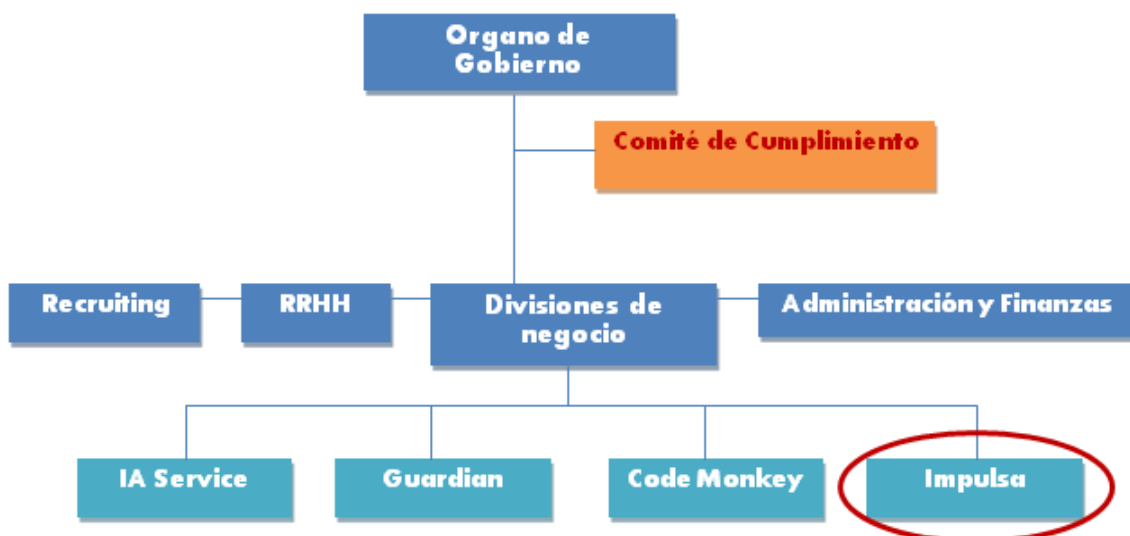 Organo de
Gobierno
Comité de Cumplimiento
Recruiting
RRHH
Divisiones de
negocio
Administración y Finanzas
IA Service
Guardian
Code Monkey
Impulsa